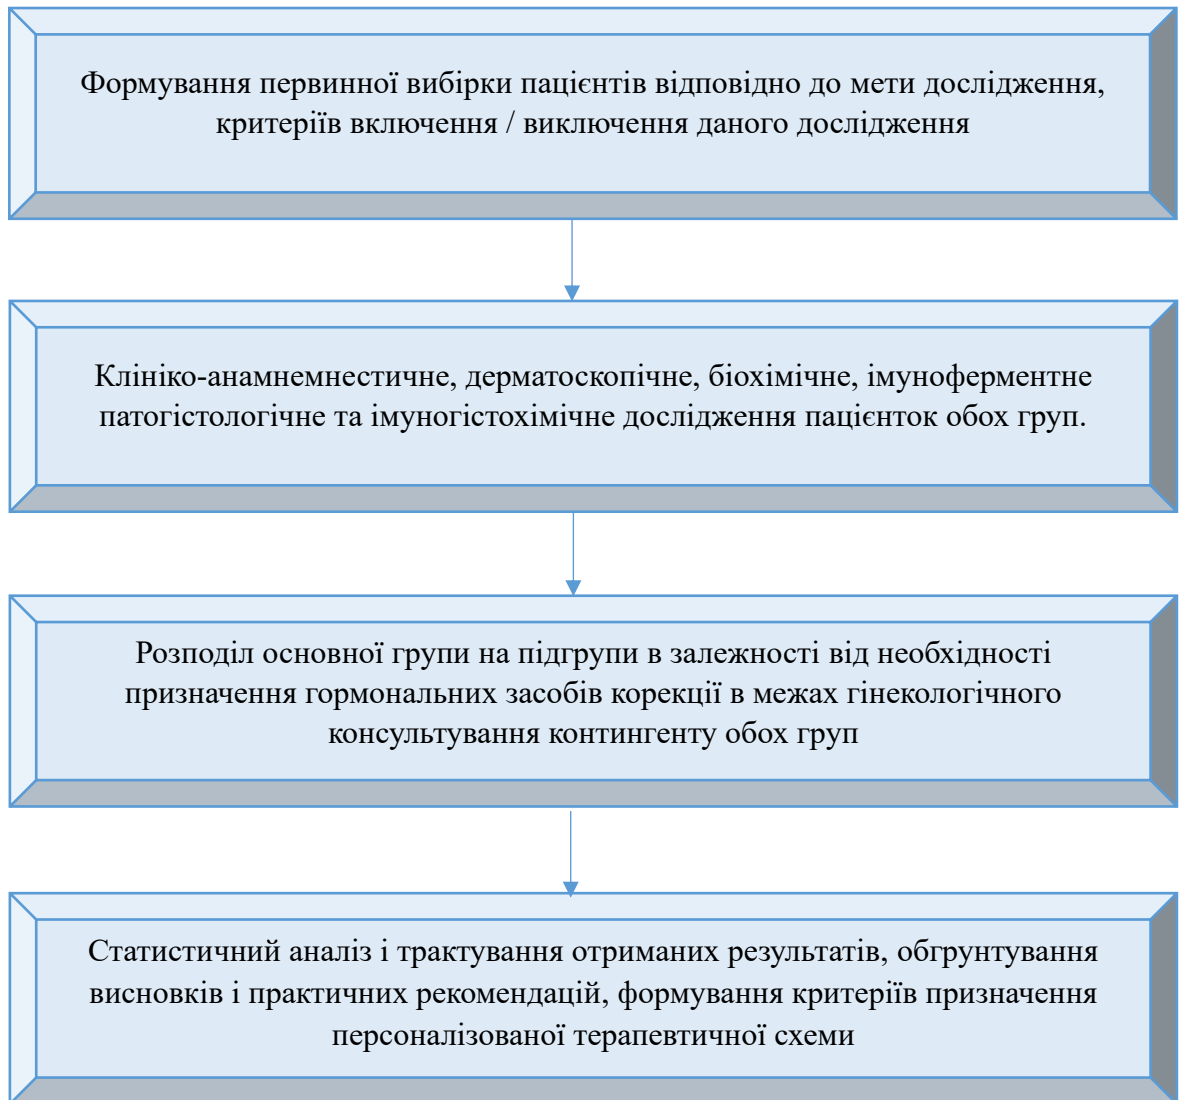 Формування первинної вибірки пацієнтів відповідно до мети дослідження,
критеріїв включення / виключення даного дослідження
Клініко-анамнемнестичне, дерматоскопічне, біохімічне, імуноферментне
патогістологічне та імуногістохімічне дослідження пацієнток обох груп.
Розподіл основної групи на підгрупи в залежності від необхідності
призначення гормональних засобів корекції в межах гінекологічного
консультування контингенту обох груп
Статистичний аналіз і трактування отриманих результатів, обгрунтування
висновків і практичних рекомендацій, формування критеріїв призначення
персоналізованої терапевтичної схеми